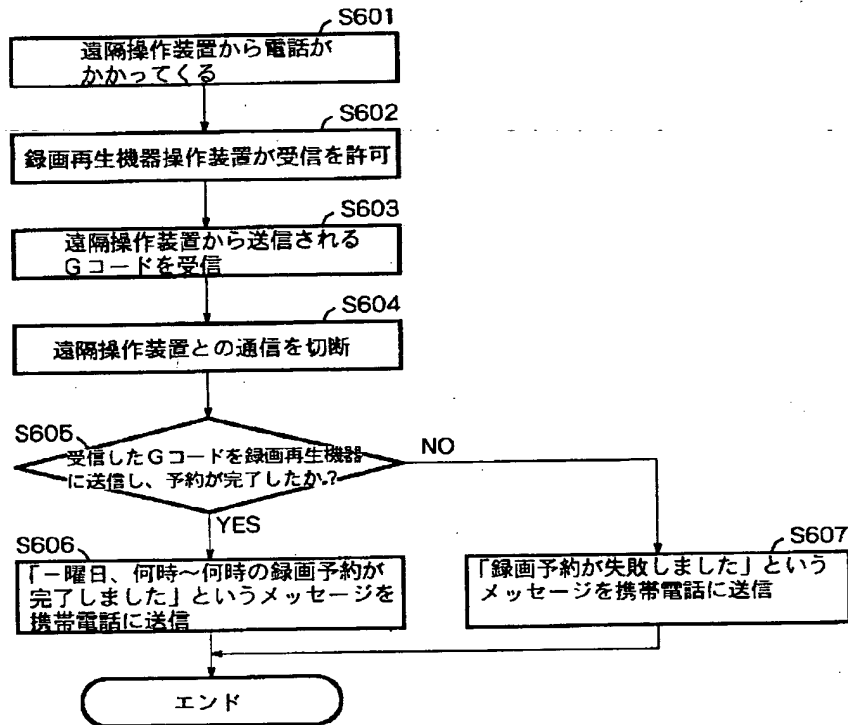 S601
遠隔操作装置から電話が
かかってくる
S602
録画再生機器操作装置が受信を許可
S603
遠隔操作装置から送信される
Gコードを受信
S604
遠隔操作装置との通信を切断
S605
受信したGコードを録画再生機器
に送信し、予約が完了したか?
NO
YES
S606
「−曜日、何時〜何時の録画予約が
完了しました」というメッセージを
携帯電話に送信
S607
「録画予約が失敗しました」という
メッセージを携帯電話に送信
エンド